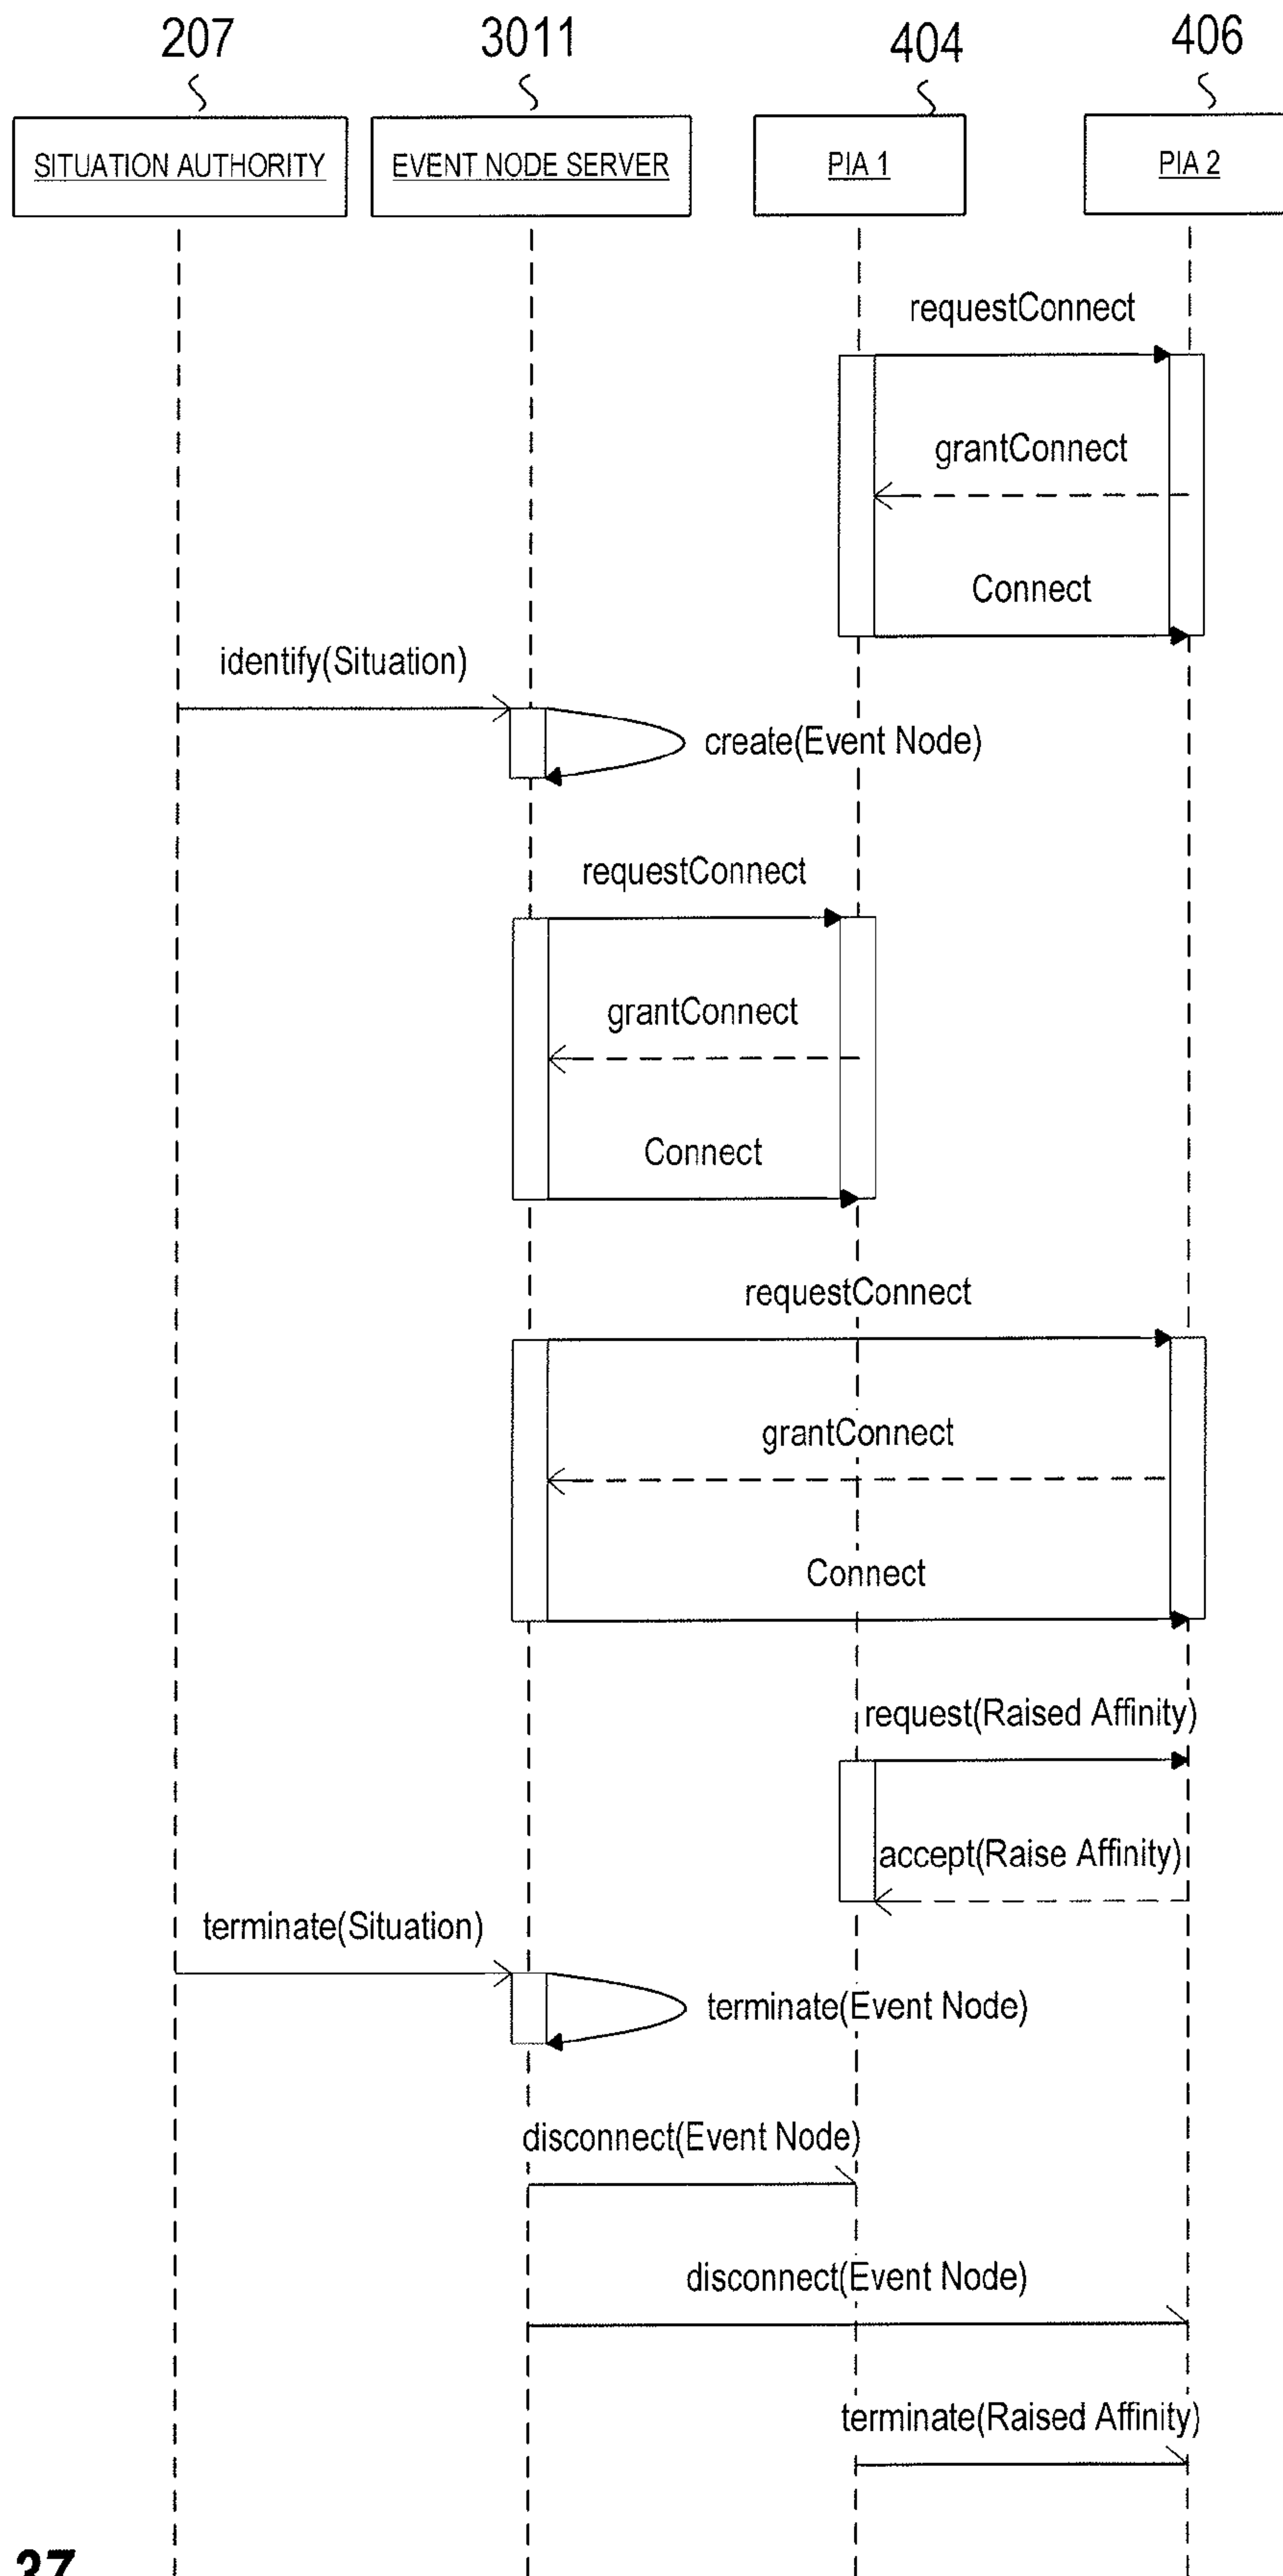 207
3011
404
406
SITUATION AUTHORITY
EVENT NODE SERVER
PIA 1
PIA 2
requestConnect
grantConnect
Connect
identify(Situation)
create(Event Node)
requestConnect
grantConnect
Connect
requestConnect
grantConnect
Connect
request(Raised Affinity)
accept(Raise Affinity)
terminate(Situation)
terminate(Event Node)
disconnect(Event Node)
disconnect(Event Node)
terminate(Raised Affinity)
37